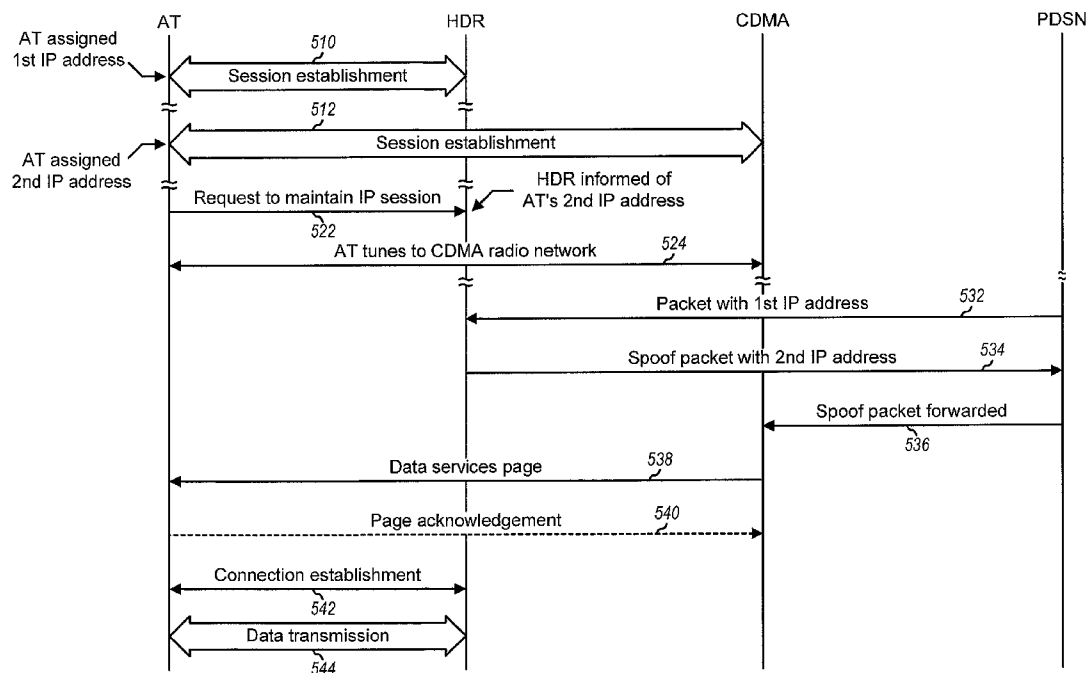 AT HDR CDMA PDSN
AT assigned
1st IP address
510
Session establishment
512
Session establishment
AT assigned
2nd IP address
Request to maintain IP session
522
HDR informed of
AT's 2nd IP address
AT tunes to CDMA radio network
524
Packet with 1st IP address
532
Spoof packet with 2nd IP address
534
Spoof packet forwarded
536
Data services page
538
Page acknowledgement
540
Connection establishment
542
Data transmission
544